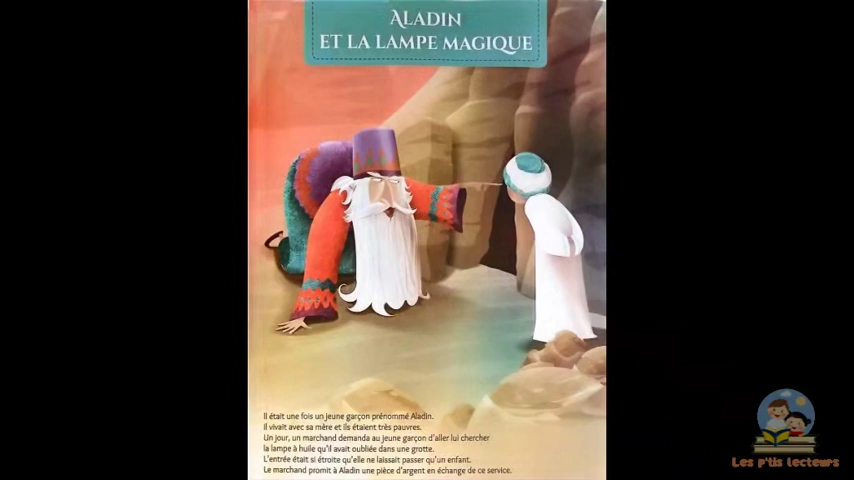 ALADIN
ET LA LAMPE MAGIQUE
Il était une fois un jeune garçon prénommé Aladin.
Il vivait avec sa mère et ils étaient très pauvres.
Un jour, un marchand demanda au jeune garçon d'aller lui chercher
la lampe à huile qu'il avait oubliée dans une grotte.
L'entrée était si étroite qu'elle ne laissait passer qu'un enfant.
Le marchand promit à Aladin une pièce d'argent en échange de ce service.
Les p'tis lecteurs